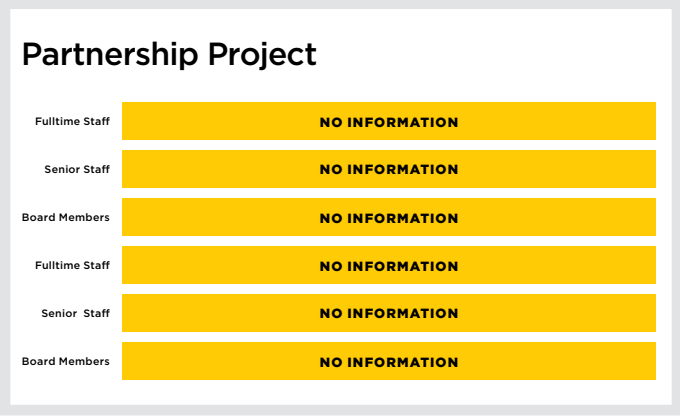 Partnership Project
Fulltime Staff NO INFORMATION
Senior Staff NO INFORMATION
Board Members NO INFORMATION
Fulltime Staff NO INFORMATION
Senior  Staff NO INFORMATION
Board Members NO INFORMATION